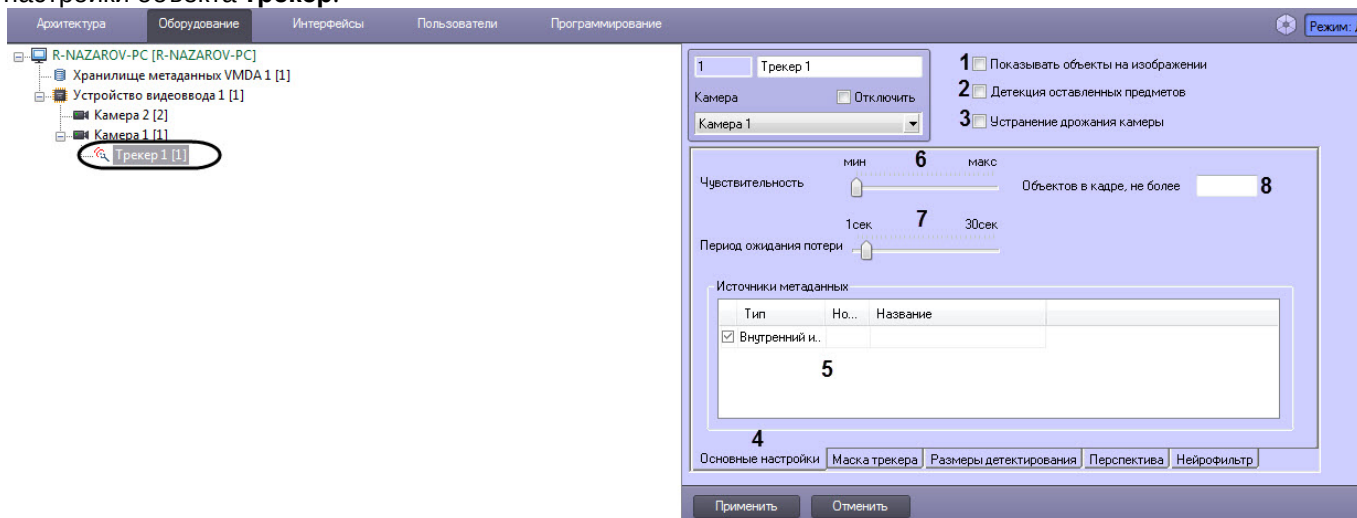 настройки объекта Трекер.
Архитектура Оборудование Интерфейсы Пользователи Программирование Режим:
R-NAZAROV-PC [R-NAZAROV-PC]
Хранилище метаданных VMDA 1 [1]
Устройство видеоввода 1 [1]
Камера 2 [2]
Камера 1 [1]
Трекер 1 [1]
1 Трекер 1
Камера Отключить
Камера 1
1 Показывать объекты на изображении
2 Детекция оставленных предметов
3 Устранение дрожания камеры
мин 6 макс
Чувствительность Объектов в кадре, не более 8
1сек 7 30сек
Период ожидания потери
Источники метаданных
Тип Но... Название
Внутренний и..
5
4
Основные настройки Маска трекера Размеры детектирования Перспектива Нейрофильтр
Применить Отменить